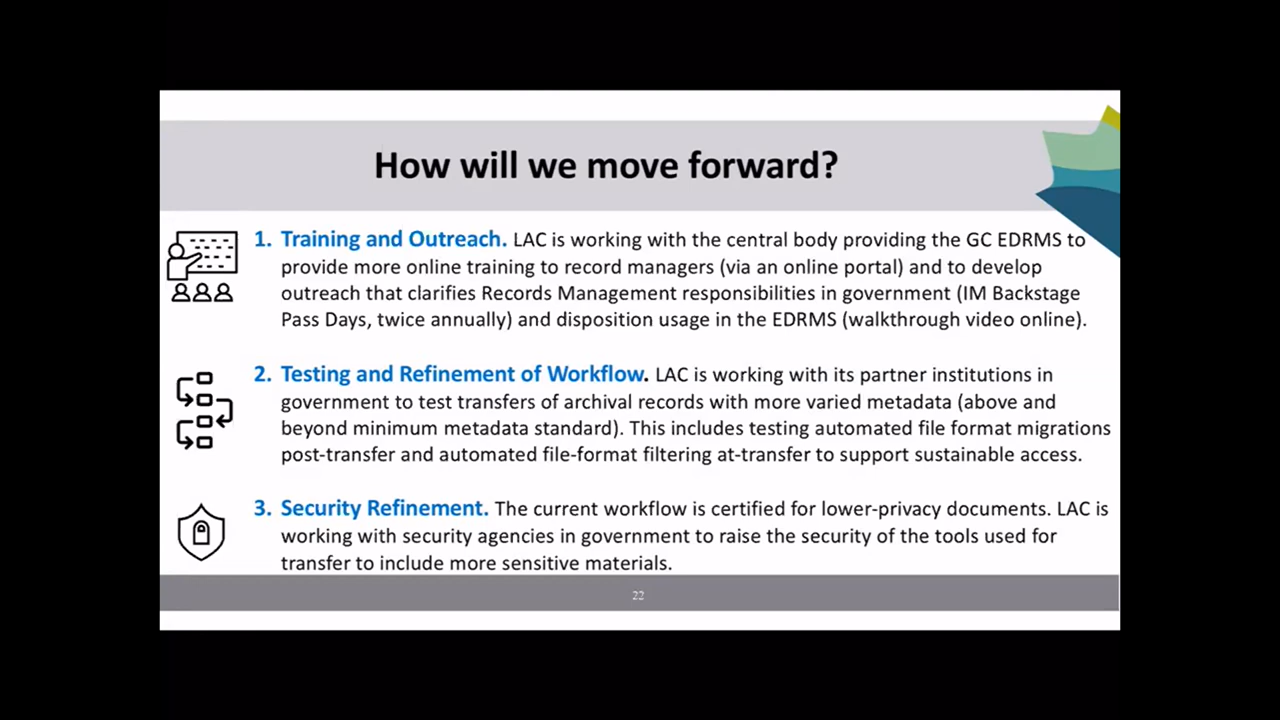 How will we move forward?
1. Training and Outreach. LAC is working with the central body providing the GC EDRMS to
provide more online training to record managers (via an online portal) and to develop
outreach that clarifies Records Management responsibilities in government (IM Backstage
Pass Days, twice annually) and disposition usage in the EDRMS (walkthrough video online).
2. Testing and Refinement of Workflow. LAC is working with its partner institutions in
government to test transfers of archival records with more varied metadata (above and
beyond minimum metadata standard). This includes testing automated file format migrations
post-transfer and automated file-format filtering at-transfer to support sustainable access.
3. Security Refinement. The current workflow is certified for lower-privacy documents. LAC is
working with security agencies in government to raise the security of the tools used for
transfer to include more sensitive materials.
22